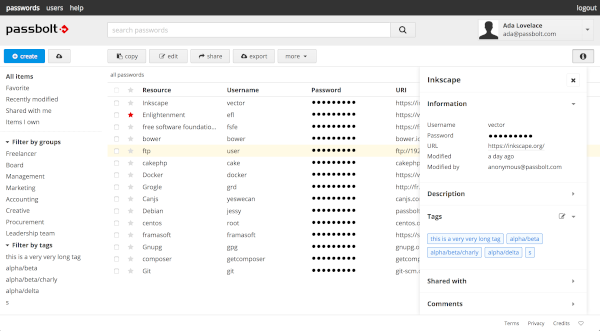 passwords users help logout
passbolt
search passwords
Ada Lovelace
ada@passbolt.com
create
copy edit share export more
All items
Favorite
Recently modified
Shared with me
Items I own
Filter by groups
Freelancer
Board
Management
Marketing
Accounting
Creative
Procurement
Leadership team
Filter by tags
this is a very very long tag
alpha/beta
alpha/beta/charly
alpha/delta
s
all passwords
Resource Username Password URI
Inkscape vector ●●●●●●●●● https://i
Enlightenment efl ●●●●●●●●● https://
free software foundatio... fsfe ●●●●●●●●● https://
bower bower ●●●●●●●●● https://
ftp user ●●●●●●●●● ftp://192
cakephp cake ●●●●●●●●● https://
Docker docker ●●●●●●●●● https://
Grogle grd ●●●●●●●●● http://fr
Canjs yeswecan ●●●●●●●●● canjs.co
Debian jessy ●●●●●●●●● passbolt
centos root ●●●●●●●●● https://
framasoft framasoft ●●●●●●●●● https://
Gnupg gpg ●●●●●●●●● gnupg.o
composer getcomposer ●●●●●●●●● getcomp
Git git ●●●●●●●●● git-scm.
Inkscape
Information
Username vector
Password ●●●●●●●●●
URL https://inkscape.org/
Modified a day ago
Modified by anonymous@passbolt.com
Description
Tags
this is a very very long tag alpha/beta
alpha/beta/charly alpha/delta s
Shared with
Comments
Terms Privacy Credits